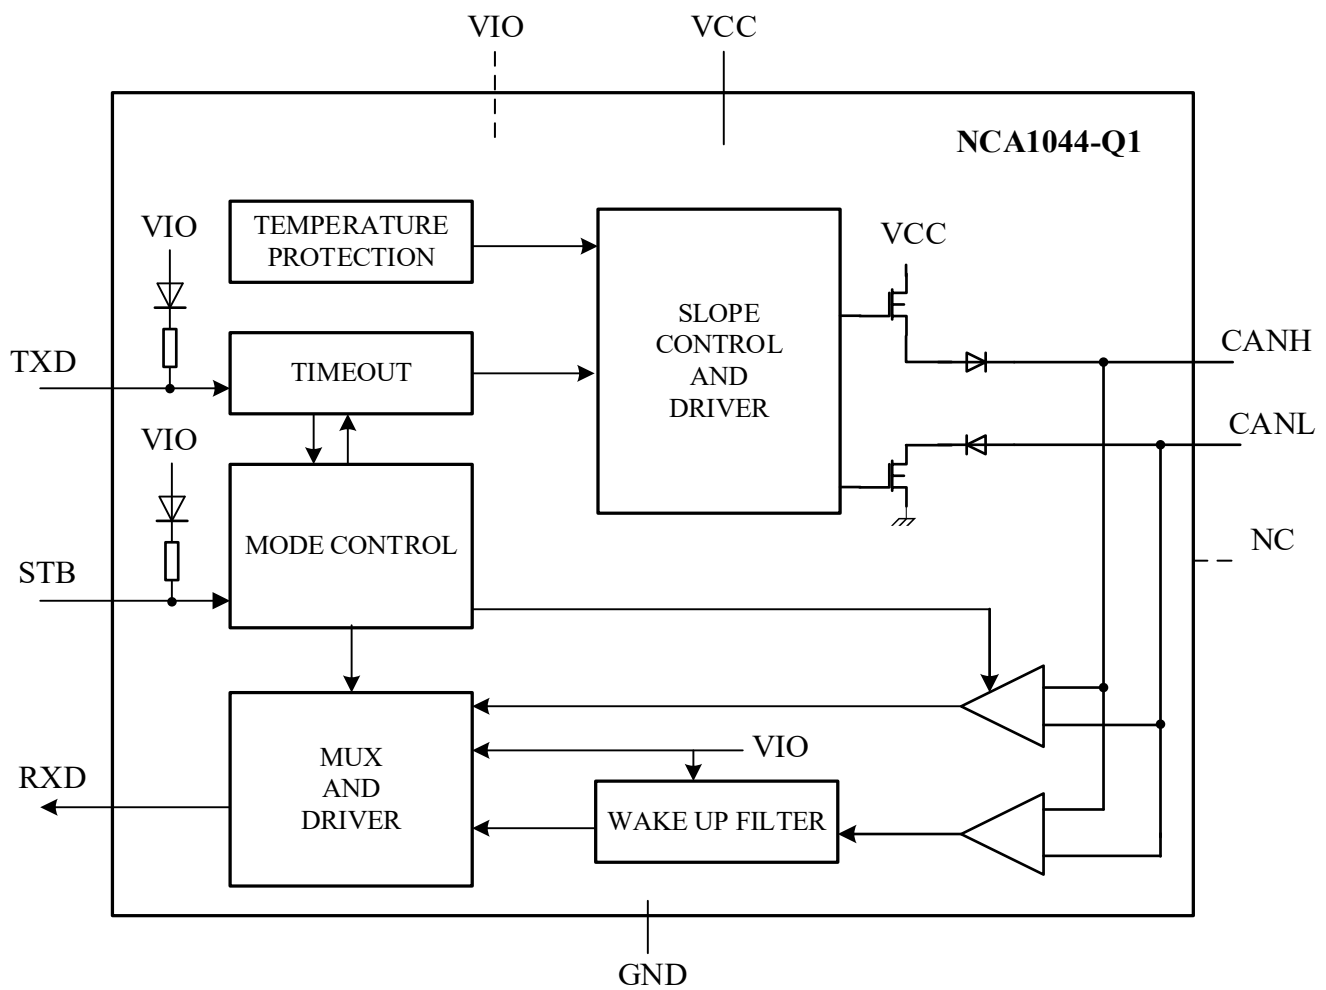 VIO
VCC
NCA1044-Q1
TEMPERATURE
PROTECTION
VIO
VCC
SLOPE
CONTROL
AND
DRIVER
TXD
TIMEOUT
CANH
VIO
CANL
MODE CONTROL
NC
STB
MUX
AND
DRIVER
VIO
RXD
WAKE UP FILTER
GND